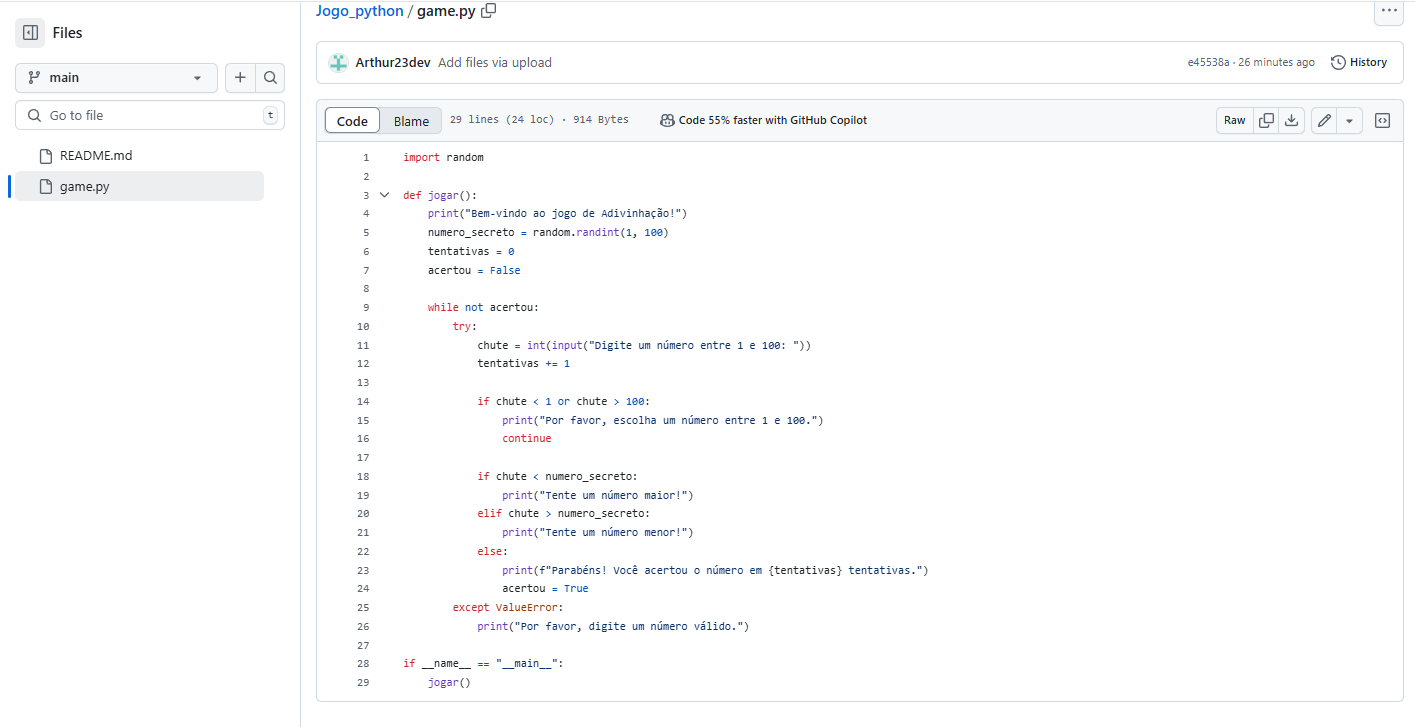 Files
main
Go to file
t
README.md
game.py
Jogo_python / game.py
Arthur23dev Add files via upload
e45538a · 26 minutes ago
History
Code
Blame
29 lines (24 loc) · 914 Bytes
Code 55% faster with GitHub Copilot
Raw
1 import random
2
3 def jogar():
4     print("Bem-vindo ao jogo de Adivinhação!")
5     numero_secreto = random.randint(1, 100)
6     tentativas = 0
7     acertou = False
8
9     while not acertou:
10         try:
11             chute = int(input("Digite um número entre 1 e 100: "))
12             tentativas += 1
13
14             if chute < 1 or chute > 100:
15                 print("Por favor, escolha um número entre 1 e 100.")
16                 continue
17
18             if chute < numero_secreto:
19                 print("Tente um número maior!")
20             elif chute > numero_secreto:
21                 print("Tente um número menor!")
22             else:
23                 print(f"Parabéns! Você acertou o número em {tentativas} tentativas.")
24                 acertou = True
25         except ValueError:
26             print("Por favor, digite um número válido.")
27
28 if __name__ == "__main__":
29     jogar()